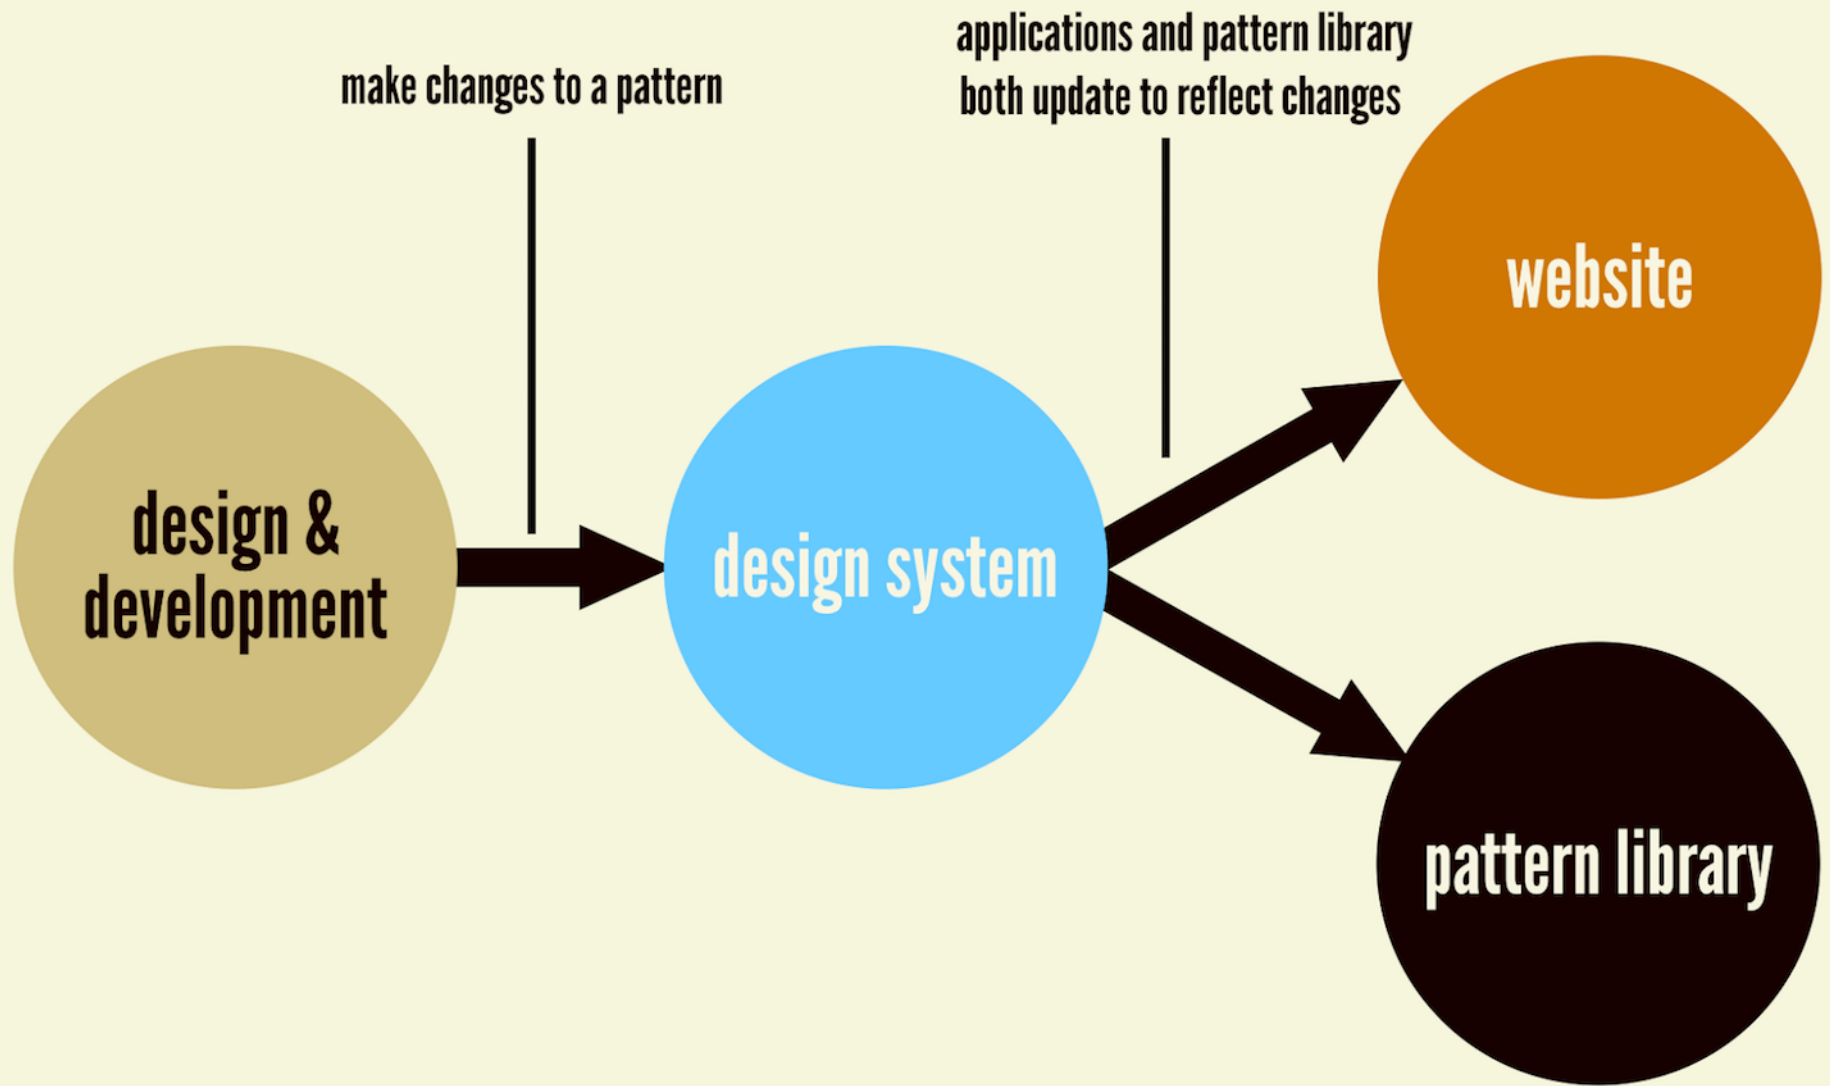 make changes to a pattern
applications and pattern library
both update to reflect changes
design &
development
design system
website
pattern library